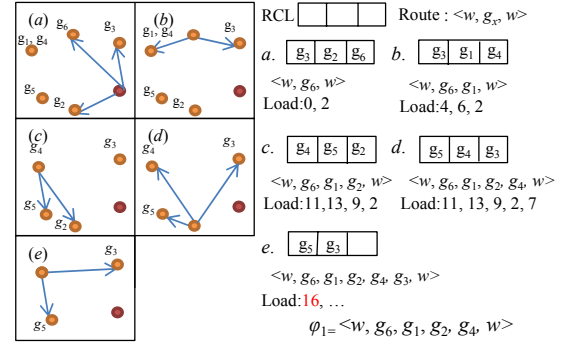 RCL Route : <w, gₓ, w>
(a) g₆ g₃ g₁, g₄ g₅ g₂
(b) g₁, g₄ g₃ g₅ g₂
a. g₃ g₂ g₆
<w, g₆, w>
Load:0, 2
b. g₃ g₁ g₄
<w, g₆, g₁, w>
Load:4, 6, 2
(c) g₄ g₃ g₅ g₂
(d) g₄ g₃ g₅
c. g₄ g₅ g₂
<w, g₆, g₁, g₂, w>
Load:11,13, 9, 2
d. g₅ g₄ g₃
<w, g₆, g₁, g₂, g₄, w>
Load:11, 13, 9, 2, 7
(e) g₃ g₅
e. g₅ g₃
<w, g₆, g₁, g₂, g₄, g₃, w>
Load:16, …
φ₁₌ <w, g₆, g₁, g₂, g₄, w>